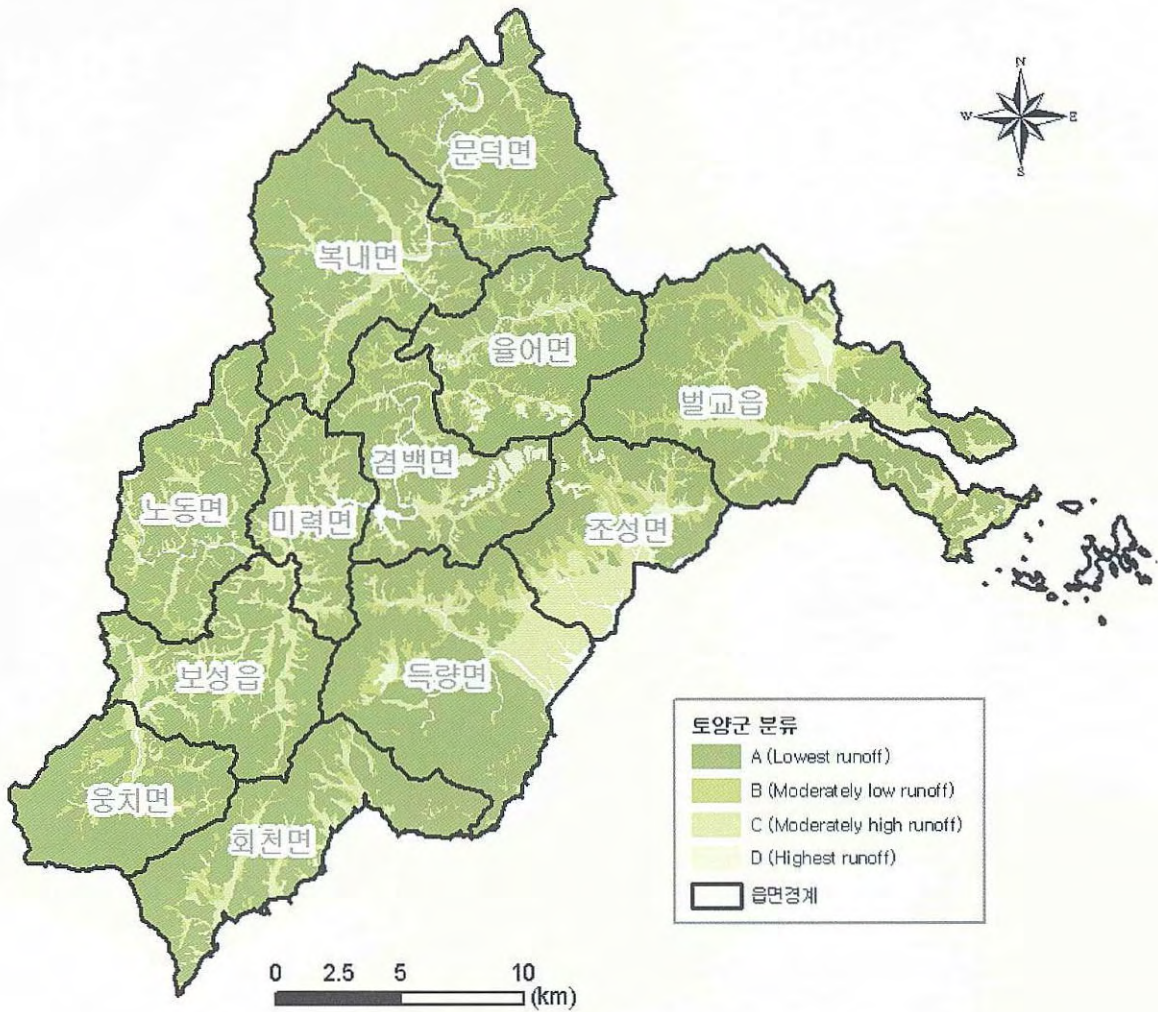 N
W E
S
문덕면
복내면
율어면
벌교읍
겸백면
노동면
미력면
조성면
보성읍
득량면
웅치면
회천면
토양군 분류
A (Lowest runoff)
B (Moderately low runoff)
C (Moderately high runoff)
D (Highest runoff)
읍면경계
0 2.5 5 10
(km)